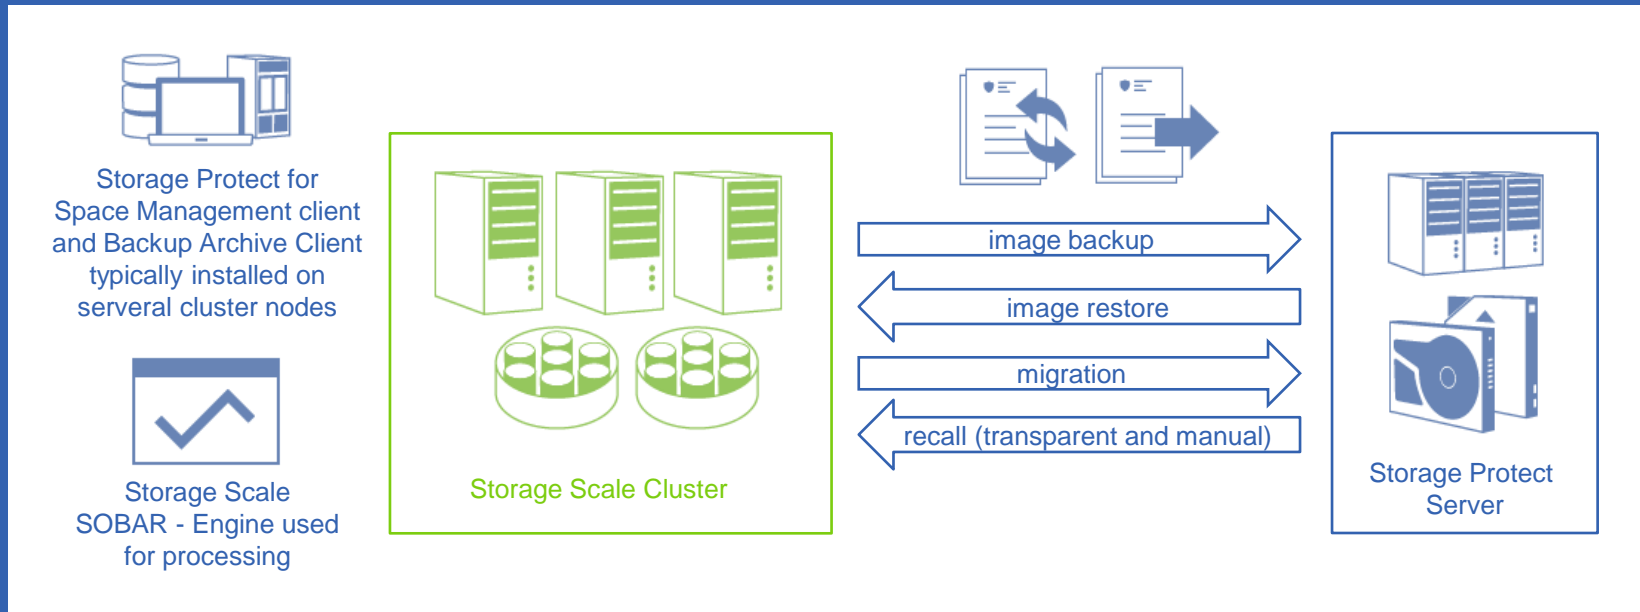 Storage Protect for
Space Management client
and Backup Archive Client
typically installed on
serveral cluster nodes
Storage Scale
SOBAR - Engine used
for processing
Storage Scale Cluster
image backup
image restore
migration
recall (transparent and manual)
Storage Protect
Server